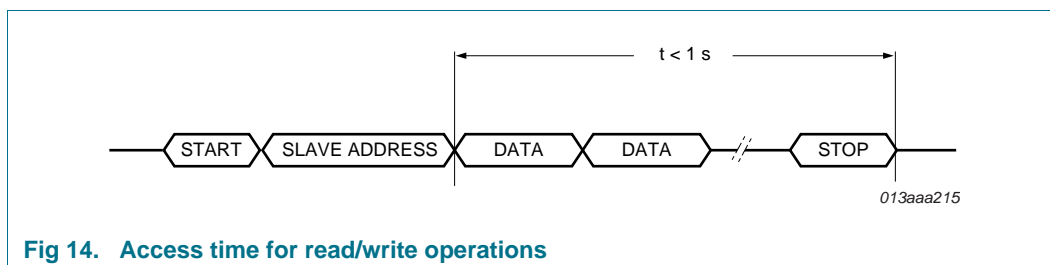 t < 1 s
START SLAVE ADDRESS DATA DATA STOP
013aaa215
Fig 14. Access time for read/write operations